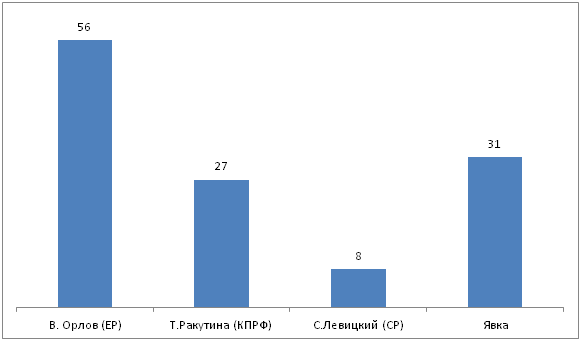 56
27
8
31
В. Орлов (ЕР)
Т.Ракутина (КПРФ)
С.Левицкий (СР)
Явка